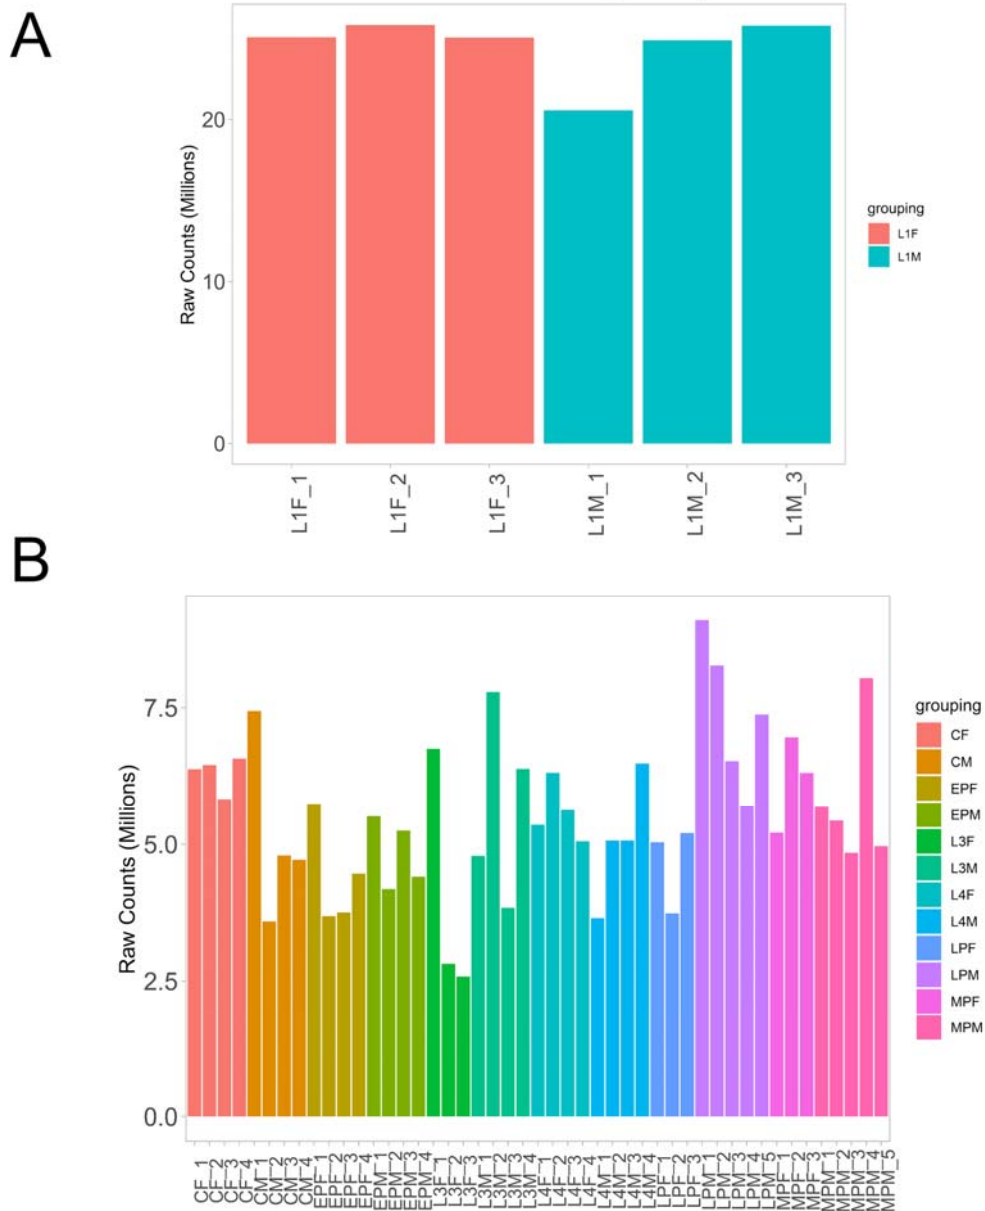 A
Raw Counts (Millions)
20
10
0
L1F_1
L1F_2
L1F_3
L1M_1
L1M_2
L1M_3
grouping
L1F
L1M
B
Raw Counts (Millions)
7.5
5.0
2.5
0.0
CF_1
CF_2
CF_3
CF_4
CM_1
CM_2
CM_3
CM_4
EPF_1
EPF_2
EPF_3
EPF_4
EPM_1
EPM_2
EPM_3
EPM_4
L3F_1
L3F_2
L3F_3
L3M_1
L3M_2
L3M_3
L3M_4
L4F_1
L4F_2
L4F_3
L4F_4
L4M_1
L4M_2
L4M_3
L4M_4
LPF_1
LPF_2
LPF_3
LPM_1
LPM_2
LPM_3
LPM_4
LPM_5
MPF_1
MPF_2
MPF_3
MPM_1
MPM_2
MPM_3
MPM_4
MPM_5
grouping
CF
CM
EPF
EPM
L3F
L3M
L4F
L4M
LPF
LPM
MPF
MPM